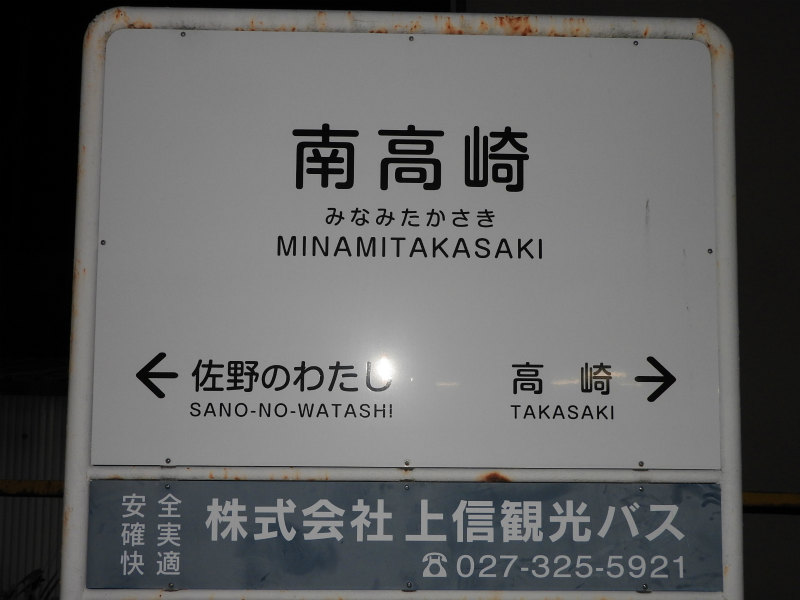 南高崎
みなみたかさき
MINAMITAKASAKI
← 佐野のわたし
SANO-NO-WATASHI
高崎 →
TAKASAKI
安全
確実
快適
株式会社 上信観光バス
☎027-325-5921